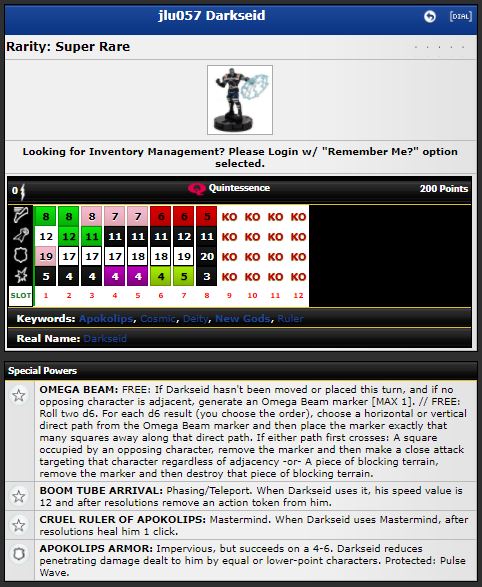 jlu057 Darkseid
[DIAL]
Rarity: Super Rare
Looking for Inventory Management? Please Login w/ "Remember Me?" option
selected.
0 Quintessence 200 Points
8 8 8 7 7 6 6 5 KO KO KO KO
12 12 11 11 11 11 12 11 KO KO KO KO
19 17 17 17 18 18 19 20 KO KO KO KO
5 4 4 4 4 4 5 3 KO KO KO KO
SLOT 1 2 3 4 5 6 7 8 9 10 11 12
Keywords: Apokolips, Cosmic, Deity, New Gods, Ruler
Real Name: Darkseid
Special Powers
OMEGA BEAM: FREE: If Darkseid hasn't been moved or placed this turn, and if no
opposing character is adjacent, generate an Omega Beam marker [MAX 1]. // FREE:
Roll two d6. For each d6 result (you choose the order), choose a horizontal or vertical
direct path from the Omega Beam marker and then place the marker exactly that
many squares away along that direct path. If either path first crosses: A square
occupied by an opposing character, remove the marker and then make a close attack
targeting that character regardless of adjacency -or- A piece of blocking terrain,
remove the marker and then destroy that piece of blocking terrain.
BOOM TUBE ARRIVAL: Phasing/Teleport. When Darkseid uses it, his speed value is
12 and after resolutions remove an action token from him.
CRUEL RULER OF APOKOLIPS: Mastermind. When Darkseid uses Mastermind, after
resolutions heal him 1 click.
APOKOLIPS ARMOR: Impervious, but succeeds on a 4-6. Darkseid reduces
penetrating damage dealt to him by equal or lower-point characters. Protected: Pulse
Wave.